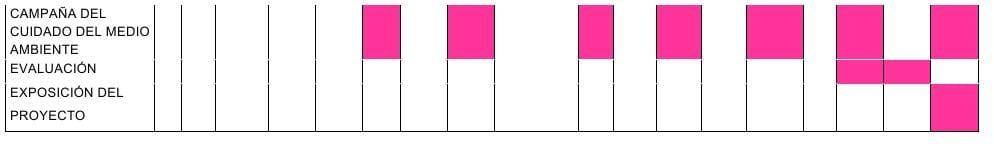 CAMPAÑA DEL
CUIDADO DEL MEDIO
AMBIENTE
EVALUACIÓN
EXPOSICIÓN DEL
PROYECTO